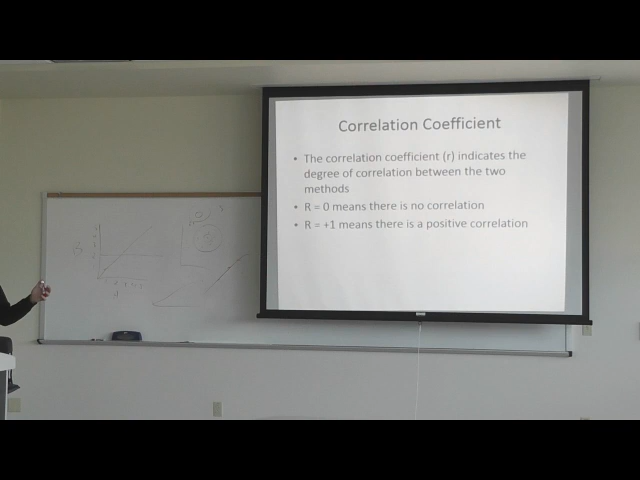 Correlation Coefficient
• The correlation coefficient (r) indicates the
degree of correlation between the two
methods
• R = 0 means there is no correlation
• R = +1 means there is a positive correlation